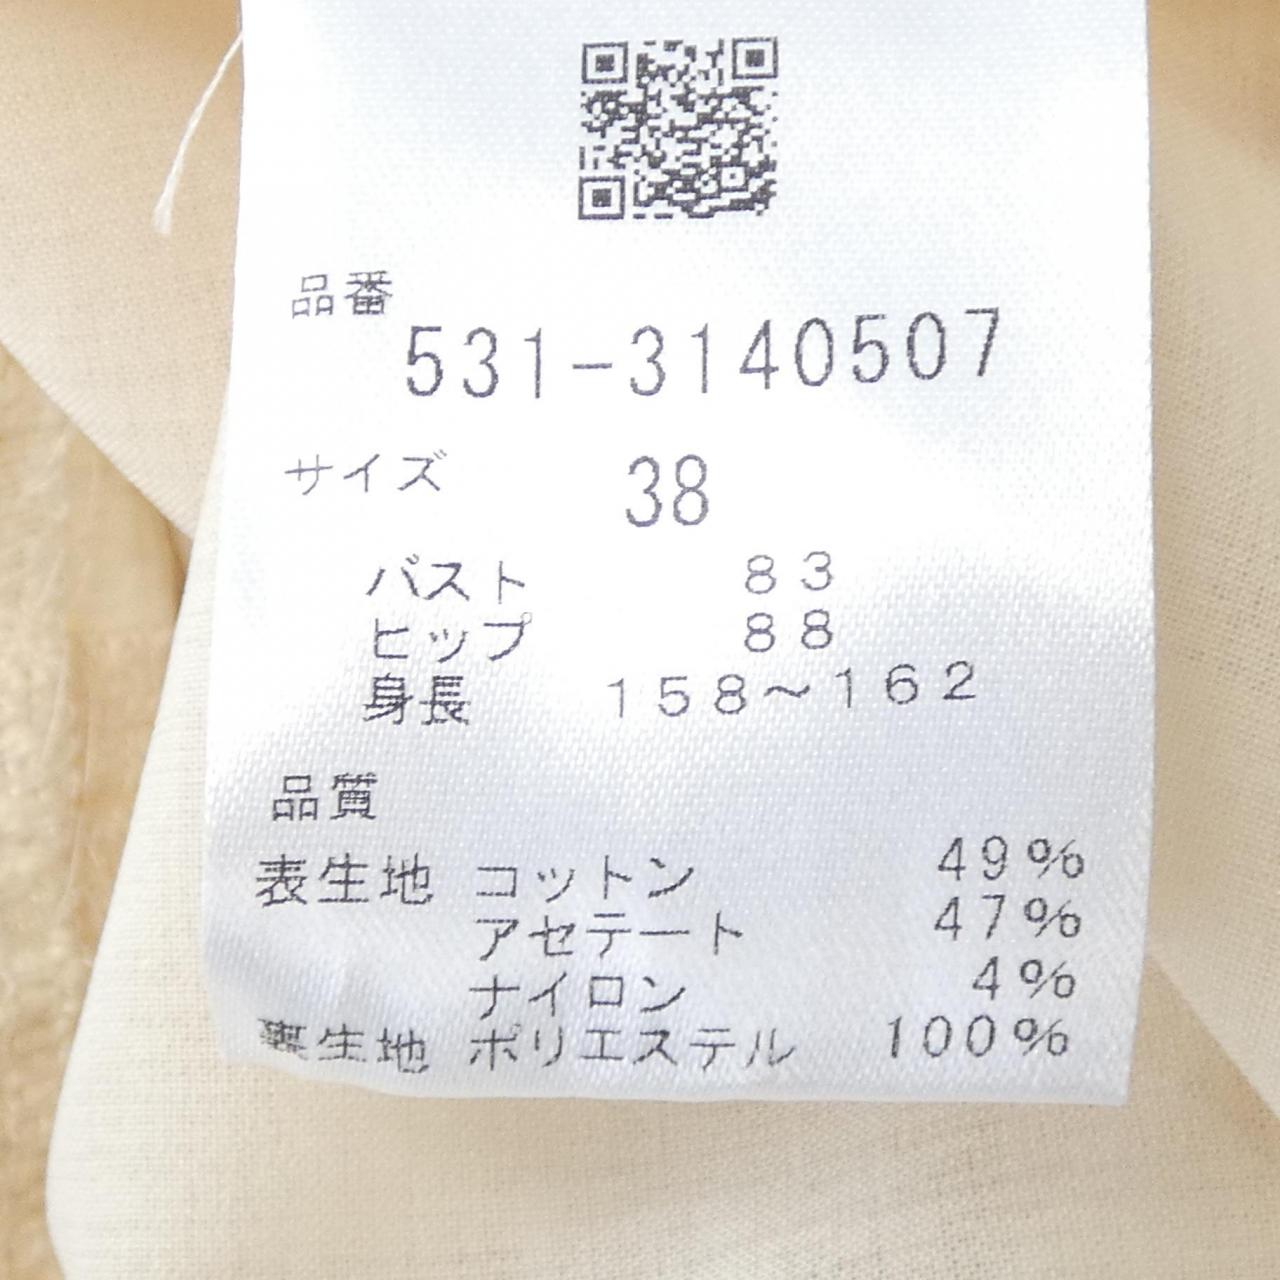 品番
531-3140507
サイズ 38
バスト 83
ヒップ 88
身長 158～162
品質
表生地 コットン 49%
アセテート 47%
ナイロン 4%
裏生地 ポリエステル 100%